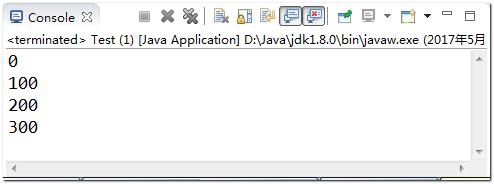 Console
<terminated> Test (1) [Java Application] D:\Java\jdk1.8.0\bin\javaw.exe (2017年5月
0
100
200
300